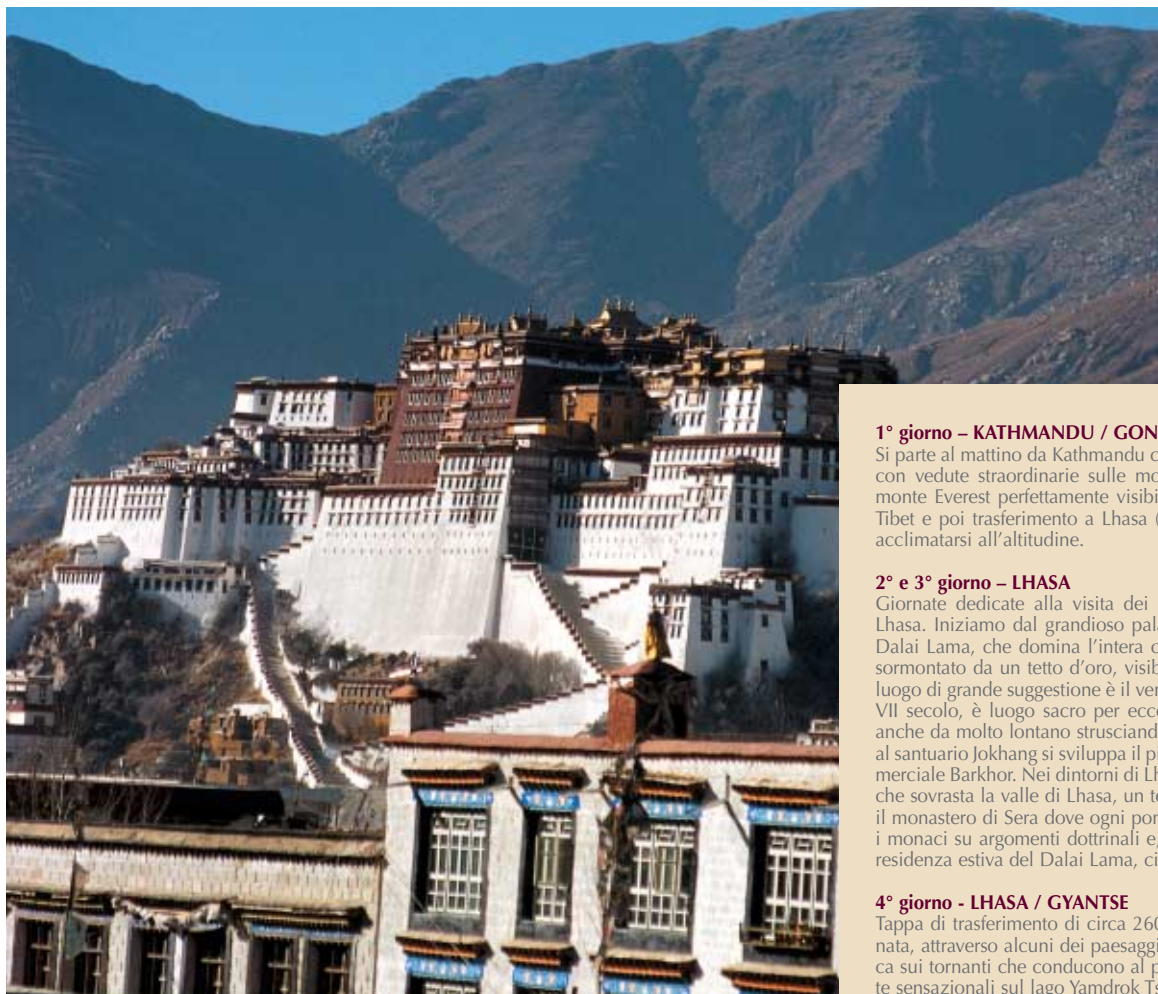 1° giorno – KATHMANDU / GON
Si parte al mattino da Kathmandu c
con vedute straordinarie sulle mo
monte Everest perfettamente visibi
Tibet e poi trasferimento a Lhasa (
acclimatarsi all’altitudine.
2° e 3° giorno – LHASA
Giornate dedicate alla visita dei
Lhasa. Iniziamo dal grandioso pala
Dalai Lama, che domina l’intera c
sormontato da un tetto d’oro, visib
luogo di grande suggestione è il ver
VII secolo, è luogo sacro per ecce
anche da molto lontano strusciand
al santuario Jokhang si sviluppa il pi
merciale Barkhor. Nei dintorni di Lh
che sovrasta la valle di Lhasa, un te
il monastero di Sera dove ogni pom
i monaci su argomenti dottrinali e,
residenza estiva del Dalai Lama, ci
4° giorno - LHASA / GYANTSE
Tappa di trasferimento di circa 260
nata, attraverso alcuni dei paesaggi
ca sui tornanti che conducono al p
te sensazionali sul lago Yamdrok Ts